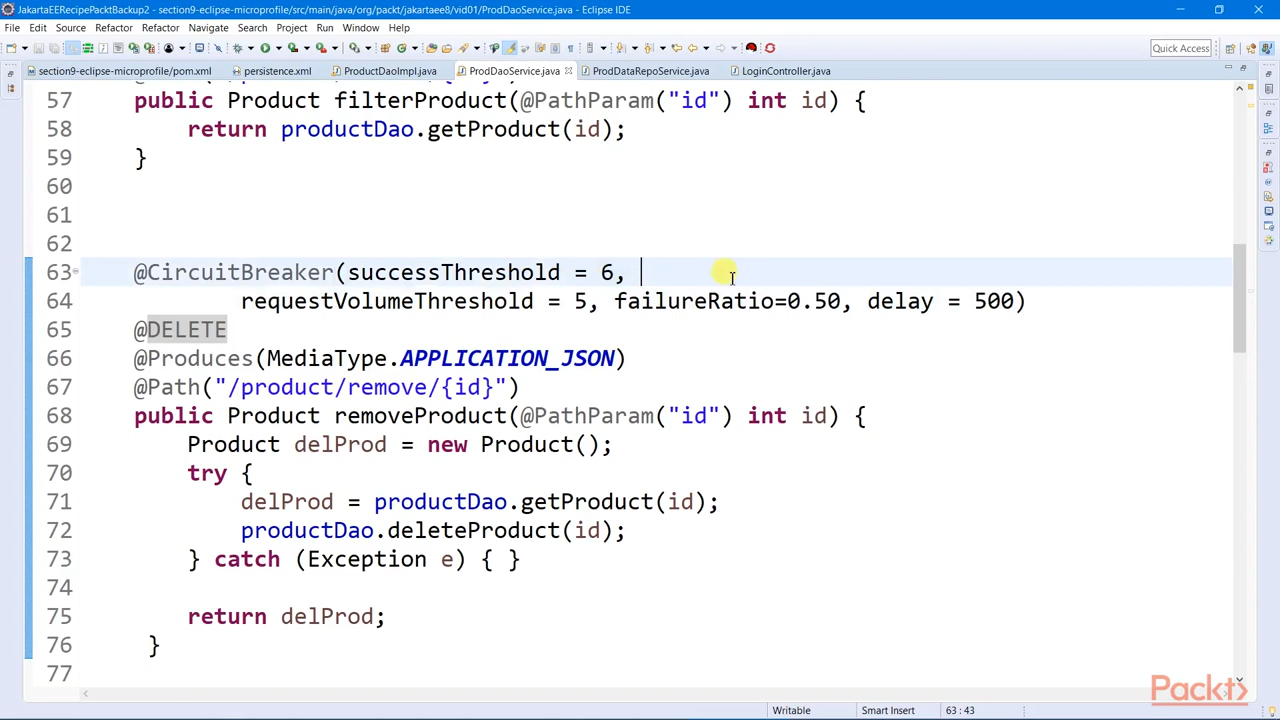 JakartaEERecipePacktBackup2 - section9-eclipse-microprofile/src/main/java/org/packt/jakartaee8/vid01/ProdDaoService.java - Eclipse IDE
File Edit Source Refactor Refactor Navigate Search Project Run Window Help
Quick Access
section9-eclipse-microprofile/pom.xml persistence.xml ProductDaoImpl.java ProdDaoService.java ProdDataRepoService.java LoginController.java
57 public Product filterProduct(@PathParam("id") int id) {
58 return productDao.getProduct(id);
59 }
60
61
62
63 @CircuitBreaker(successThreshold = 6,
64 requestVolumeThreshold = 5, failureRatio=0.50, delay = 500)
65 @DELETE
66 @Produces(MediaType.APPLICATION_JSON)
67 @Path("/product/remove/{id}")
68 public Product removeProduct(@PathParam("id") int id) {
69 Product delProd = new Product();
70 try {
71 delProd = productDao.getProduct(id);
72 productDao.deleteProduct(id);
73 } catch (Exception e) { }
74
75 return delProd;
76 }
77
Packt
Writable Smart Insert 63 : 43